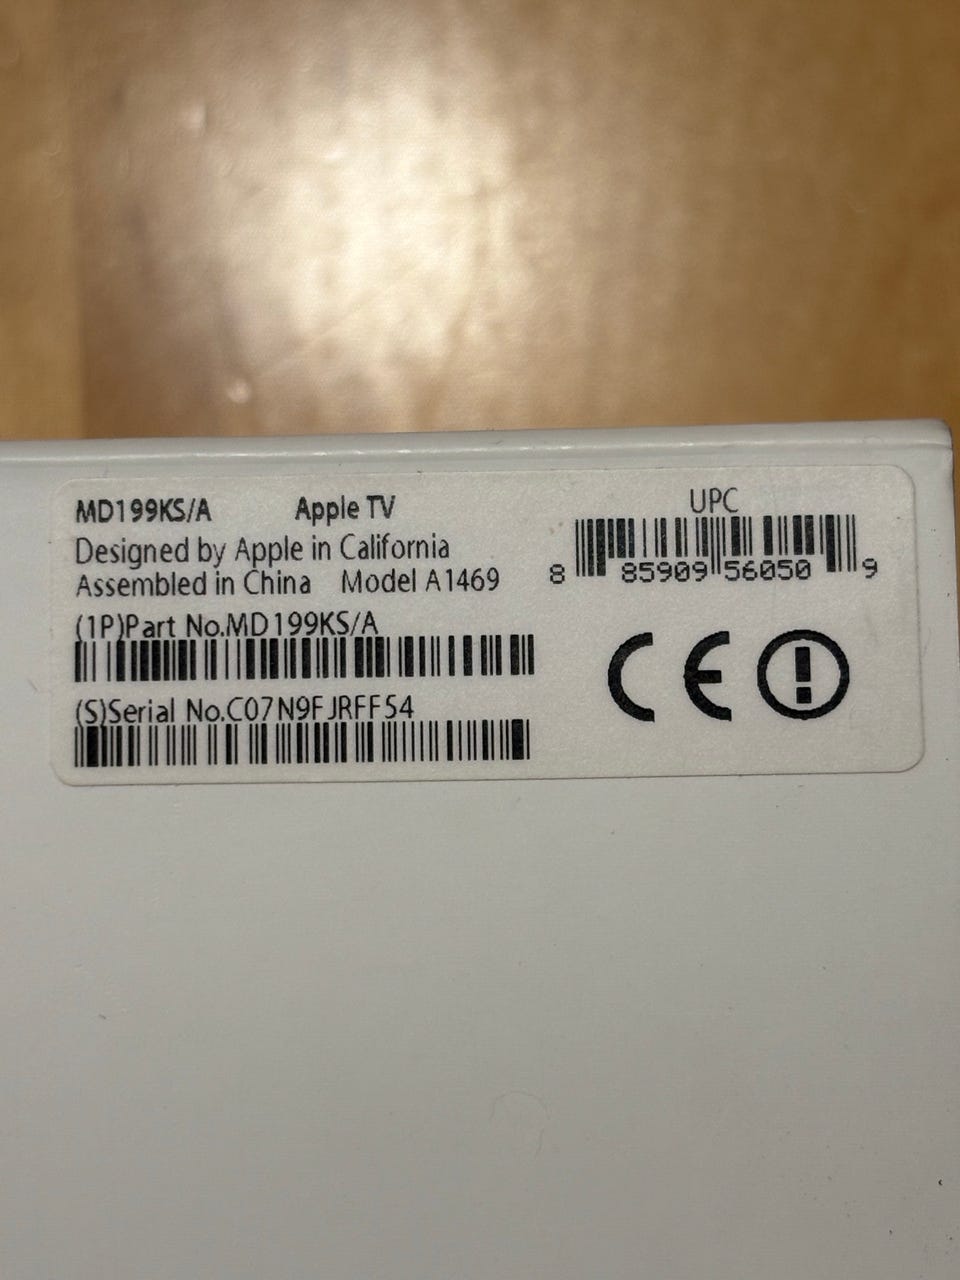 MD199KS/A Apple TV
Designed by Apple in California
Assembled in China Model A1469
(1P)Part No.MD199KS/A
(S)Serial No.C07N9FJRFF54
UPC
8 85909 56050 9
CE